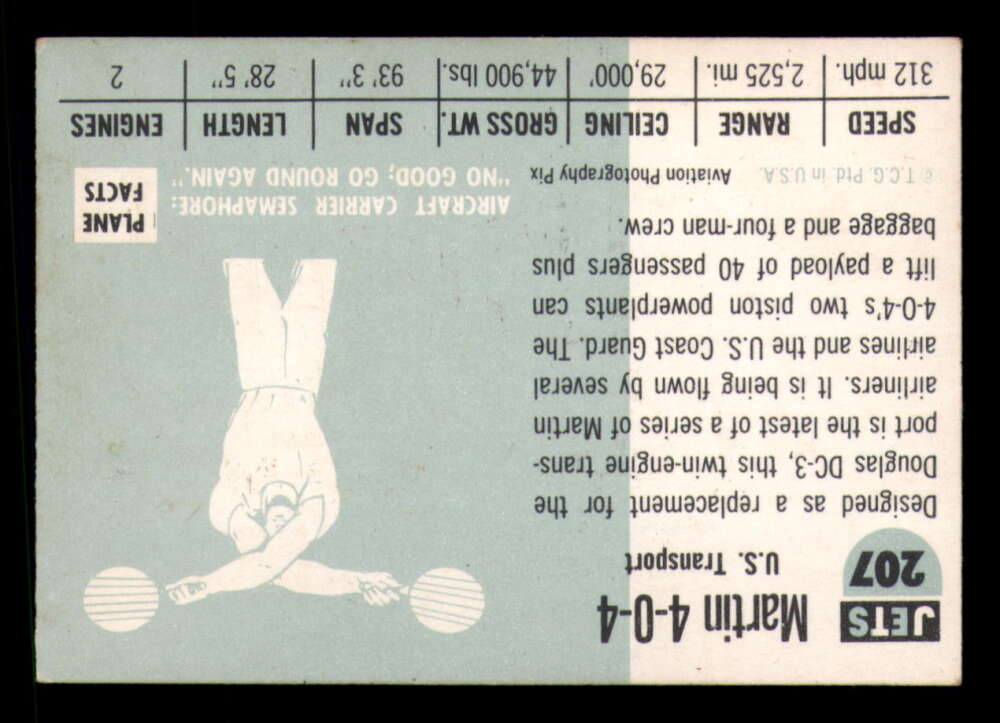 JETS
207
Martin 4-0-4
U.S. Transport
Designed as a replacement for the
Douglas DC-3, this twin-engine trans-
port is the latest of a series of Martin
airliners. It is being flown by several
airlines and the U.S. Coast Guard. The
4-0-4's two piston powerplants can
lift a payload of 40 passengers plus
baggage and a four-man crew.
© T.C.G. Ptd. in U.S.A. Aviation Photography Pix
AIRCRAFT CARRIER SEMAPHORE:
"NO GOOD; GO ROUND AGAIN."
PLANE
FACTS
SPEED RANGE CEILING GROSS WT. SPAN LENGTH ENGINES
312 mph. 2,525 mi. 29,000' 44,900 lbs. 93' 3" 28' 5" 2